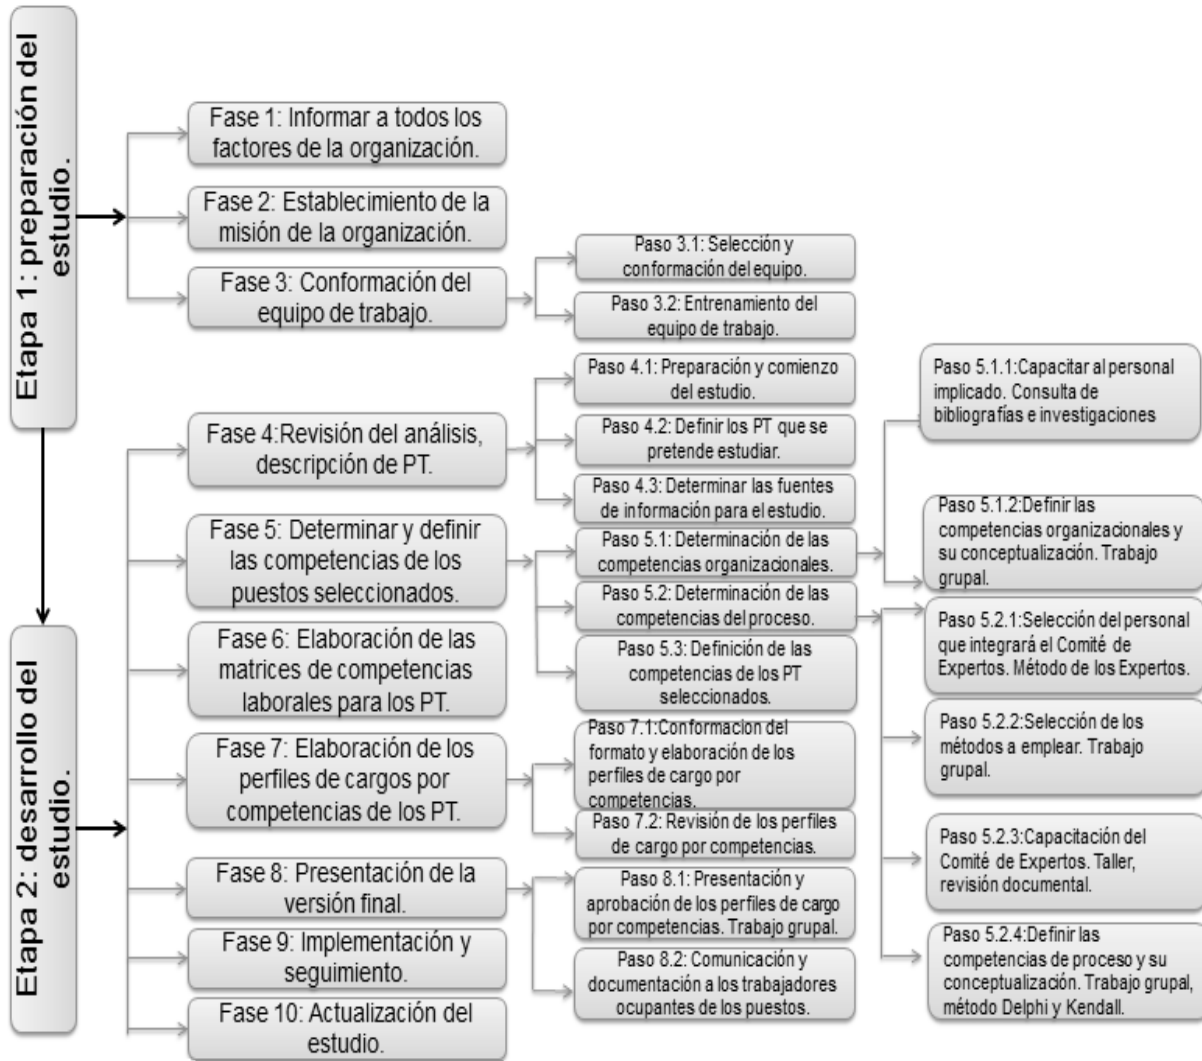 Etapa 1: preparación del
estudio.
Fase 1: Informar a todos los
factores de la organización.
Fase 2: Establecimiento de la
misión de la organización.
Fase 3: Conformación del
equipo de trabajo.
Paso 3.1: Selección y
conformación del equipo.
Paso 3.2: Entrenamiento del
equipo de trabajo.
Etapa 2: desarrollo del
estudio.
Fase 4:Revisión del análisis,
descripción de PT.
Paso 4.1: Preparación y comienzo
del estudio.
Paso 4.2: Definir los PT que se
pretende estudiar.
Paso 4.3: Determinar las fuentes
de información para el estudio.
Fase 5: Determinar y definir
las competencias de los
puestos seleccionados.
Paso 5.1: Determinación de las
competencias organizacionales.
Paso 5.1.1:Capacitar al personal
implicado. Consulta de
bibliografías e investigaciones
Paso 5.1.2:Definir las
competencias organizacionales y
su conceptualización. Trabajo
grupal.
Paso 5.2: Determinación de las
competencias del proceso.
Paso 5.2.1:Selección del personal
que integrará el Comité de
Expertos. Método de los Expertos.
Paso 5.2.2:Selección de los
métodos a emplear. Trabajo
grupal.
Paso 5.2.3:Capacitación del
Comité de Expertos. Taller,
revisión documental.
Paso 5.2.4:Definir las
competencias de proceso y su
conceptualización. Trabajo grupal,
método Delphi y Kendall.
Paso 5.3: Definición de las
competencias de los PT
seleccionados.
Fase 6: Elaboración de las
matrices de competencias
laborales para los PT.
Fase 7: Elaboración de los
perfiles de cargos por
competencias de los PT.
Paso 7.1:Conformacion del
formato y elaboración de los
perfiles de cargo por
competencias.
Paso 7.2: Revisión de los perfiles
de cargo por competencias.
Fase 8: Presentación de la
versión final.
Paso 8.1: Presentación y
aprobación de los perfiles de cargo
por competencias. Trabajo grupal.
Paso 8.2: Comunicación y
documentación a los trabajadores
ocupantes de los puestos.
Fase 9: Implementación y
seguimiento.
Fase 10: Actualización del
estudio.